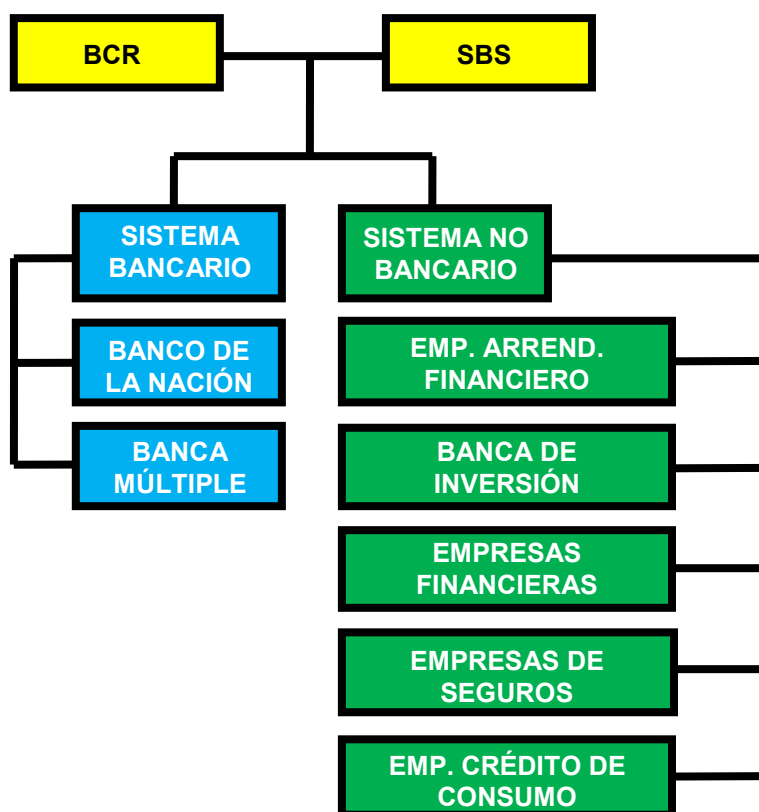 BCR
SBS
SISTEMA
BANCARIO
BANCO DE
LA NACIÓN
BANCA
MÚLTIPLE
SISTEMA NO
BANCARIO
EMP. ARREND.
FINANCIERO
BANCA DE
INVERSIÓN
EMPRESAS
FINANCIERAS
EMPRESAS DE
SEGUROS
EMP. CRÉDITO DE
CONSUMO